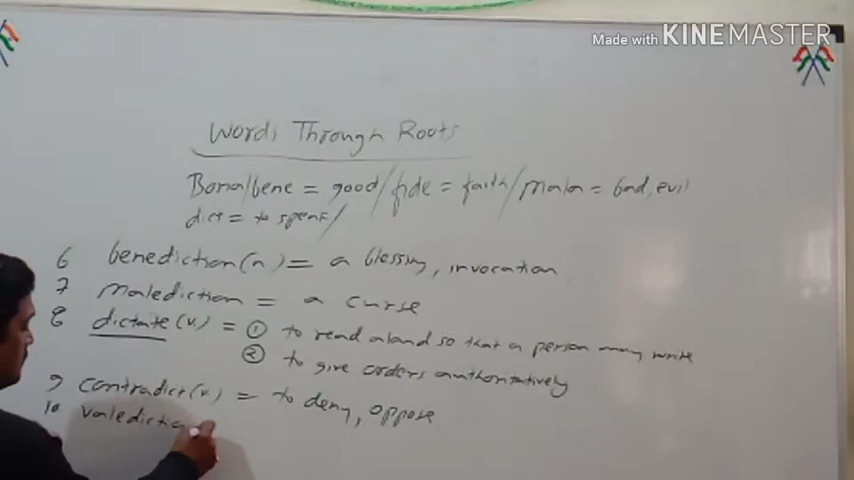 Made with KINEMASTER
Words Through Roots
Bona/bene = good/fide = faith/mala = bad, evil
dict = to speak/
6 benediction(n) = a blessing, invocation
7 malediction = a curse
8 dictate(v) = ① to read aloud so that a person may write
② to give orders authoritatively
9 contradict(v) = to deny, oppose
10 valedictio